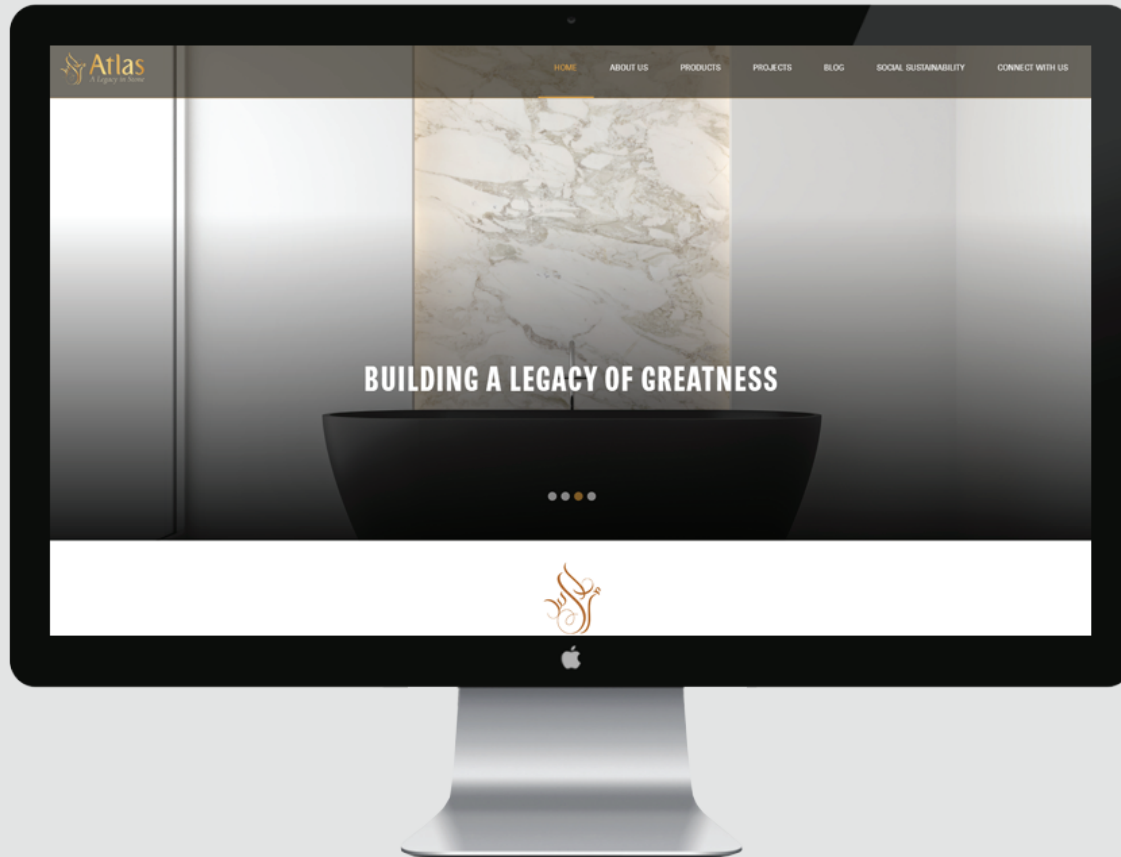 Atlas
A Legacy in Stone
HOME ABOUT US PRODUCTS PROJECTS BLOG SOCIAL SUSTAINABILITY CONNECT WITH US
BUILDING A LEGACY OF GREATNESS